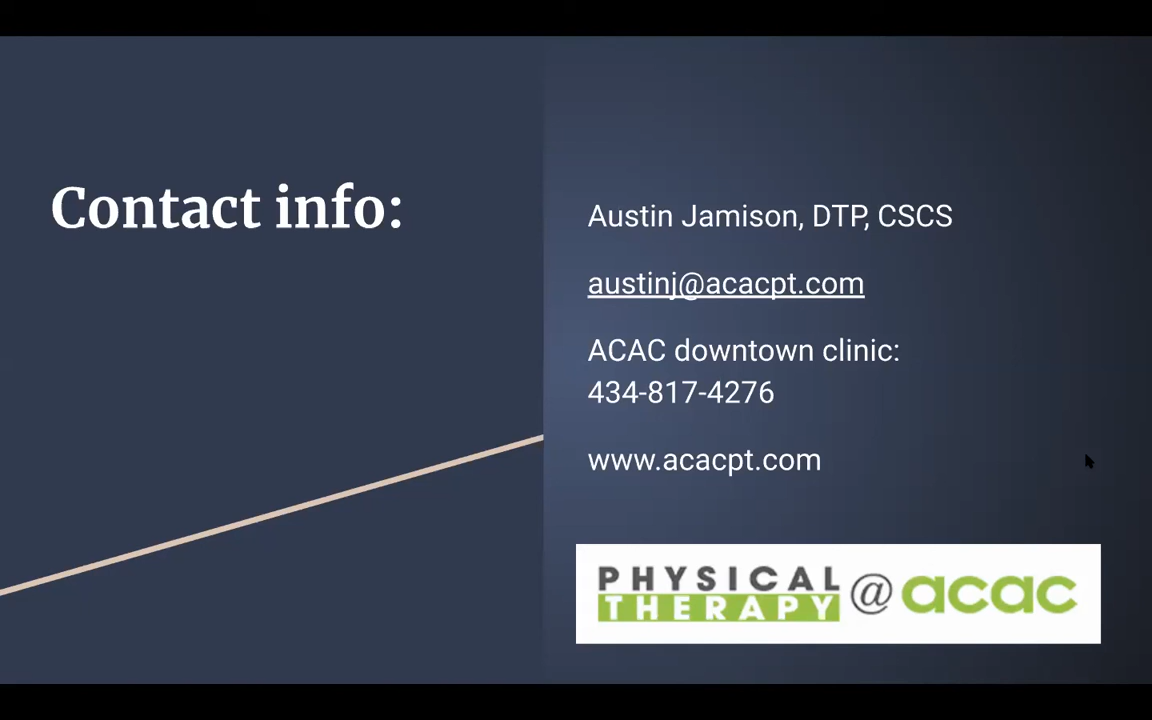 Contact info:
Austin Jamison, DTP, CSCS
austinj@acacpt.com
ACAC downtown clinic:
434-817-4276
www.acacpt.com
PHYSICAL
THERAPY @ acac